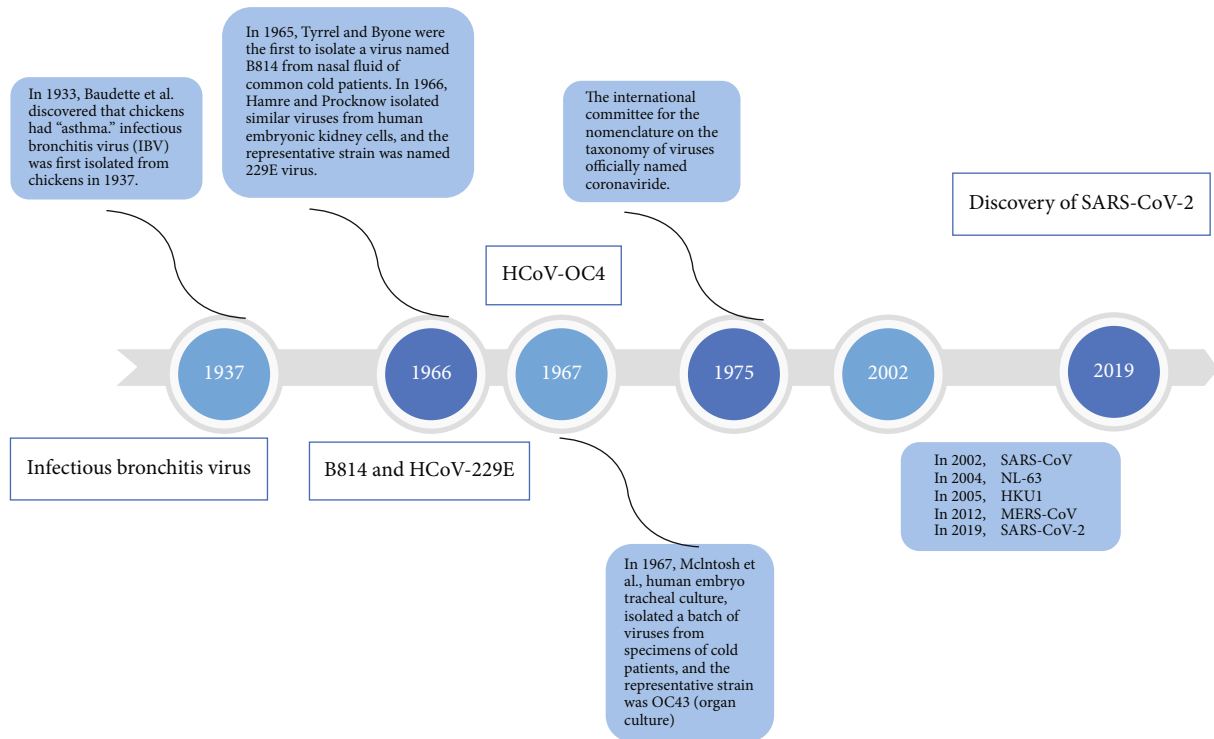 In 1933, Baudette et al.
discovered that chickens
had “asthma.” infectious
bronchitis virus (IBV)
was first isolated from
chickens in 1937.
In 1965, Tyrrel and Byone were
the first to isolate a virus named
B814 from nasal fluid of
common cold patients. In 1966,
Hamre and Procknow isolated
similar viruses from human
embryonic kidney cells, and the
representative strain was named
229E virus.
The international
committee for the
nomenclature on the
taxonomy of viruses
officially named
coronaviride.
Discovery of SARS-CoV-2
HCoV-OC4
1937
1966
1967
1975
2002
2019
Infectious bronchitis virus
B814 and HCoV-229E
In 2002, SARS-CoV
In 2004, NL-63
In 2005, HKU1
In 2012, MERS-CoV
In 2019, SARS-CoV-2
In 1967, Mclntosh et
al., human embryo
tracheal culture,
isolated a batch of
viruses from
specimens of cold
patients, and the
representative strain
was OC43 (organ
culture)